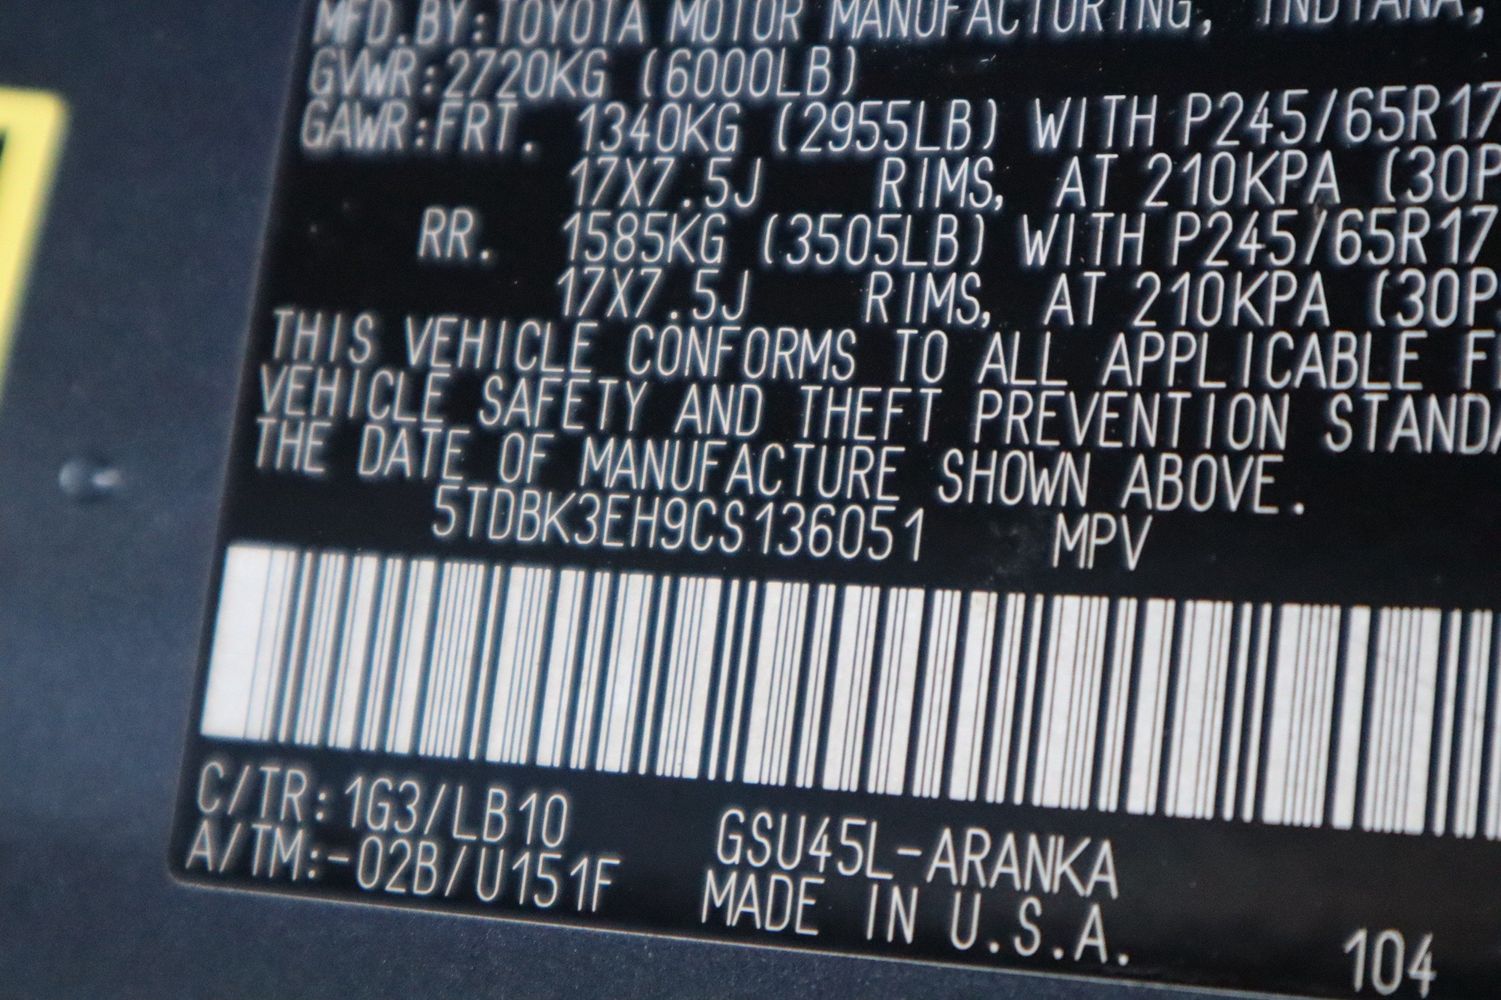 MFD.BY:TOYOTA MOTOR MANUFACTURING, INDIANA,
GVWR:2720KG (6000LB)
GAWR:FRT. 1340KG (2955LB) WITH P245/65R17
17X7.5J RIMS, AT 210KPA (30P
RR. 1585KG (3505LB) WITH P245/65R17
17X7.5J RIMS, AT 210KPA (30P
THIS VEHICLE CONFORMS TO ALL APPLICABLE F
VEHICLE SAFETY AND THEFT PREVENTION STANDA
THE DATE OF MANUFACTURE SHOWN ABOVE.
5TDBK3EH9CS136051 MPV
C/TR:1G3/LB10
A/TM:-02B/U151F
GSU45L-ARANKA
MADE IN U.S.A.
104